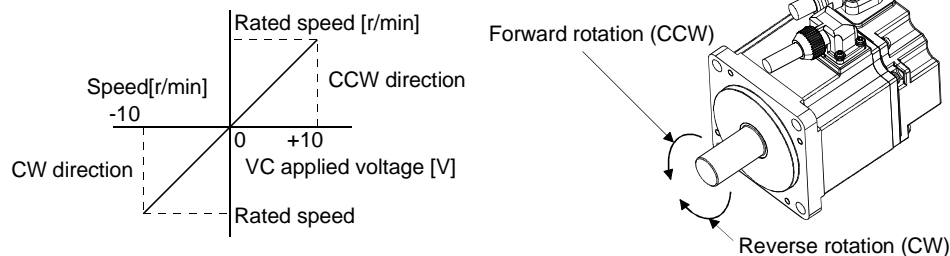 Rated speed [r/min]
CCW direction
Speed[r/min]
-10
0
+10
CW direction
VC applied voltage [V]
Rated speed
Forward rotation (CCW)
Reverse rotation (CW)